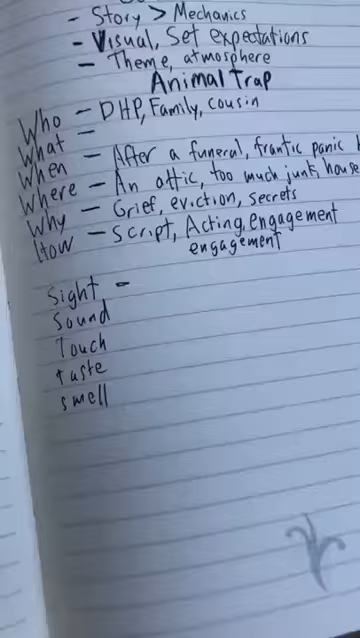 - Story > Mechanics
- Visual, Set expectations
- Theme, atmosphere
Animal Trap
Who - DHP, Family, cousin
What -
When - After a funeral, frantic panic
Where - An attic, too much junk, house
Why - Grief, eviction, secrets
How - Script, Acting, engagement
engagement
Sight -
Sound
Touch
taste
smell